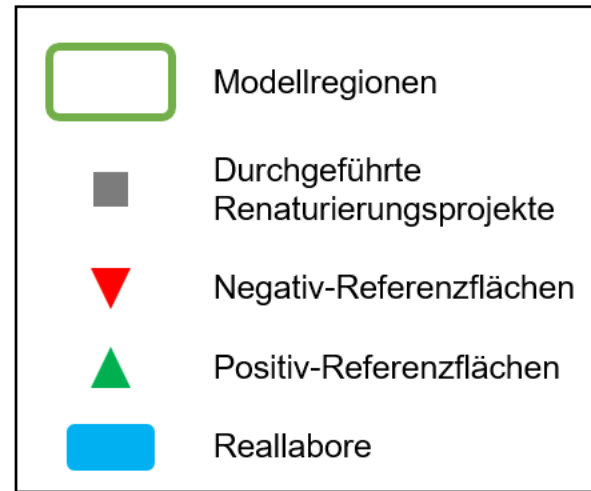 Modellregionen
Durchgeführte
Renaturierungsprojekte
Negativ-Referenzflächen
Positiv-Referenzflächen
Reallabore